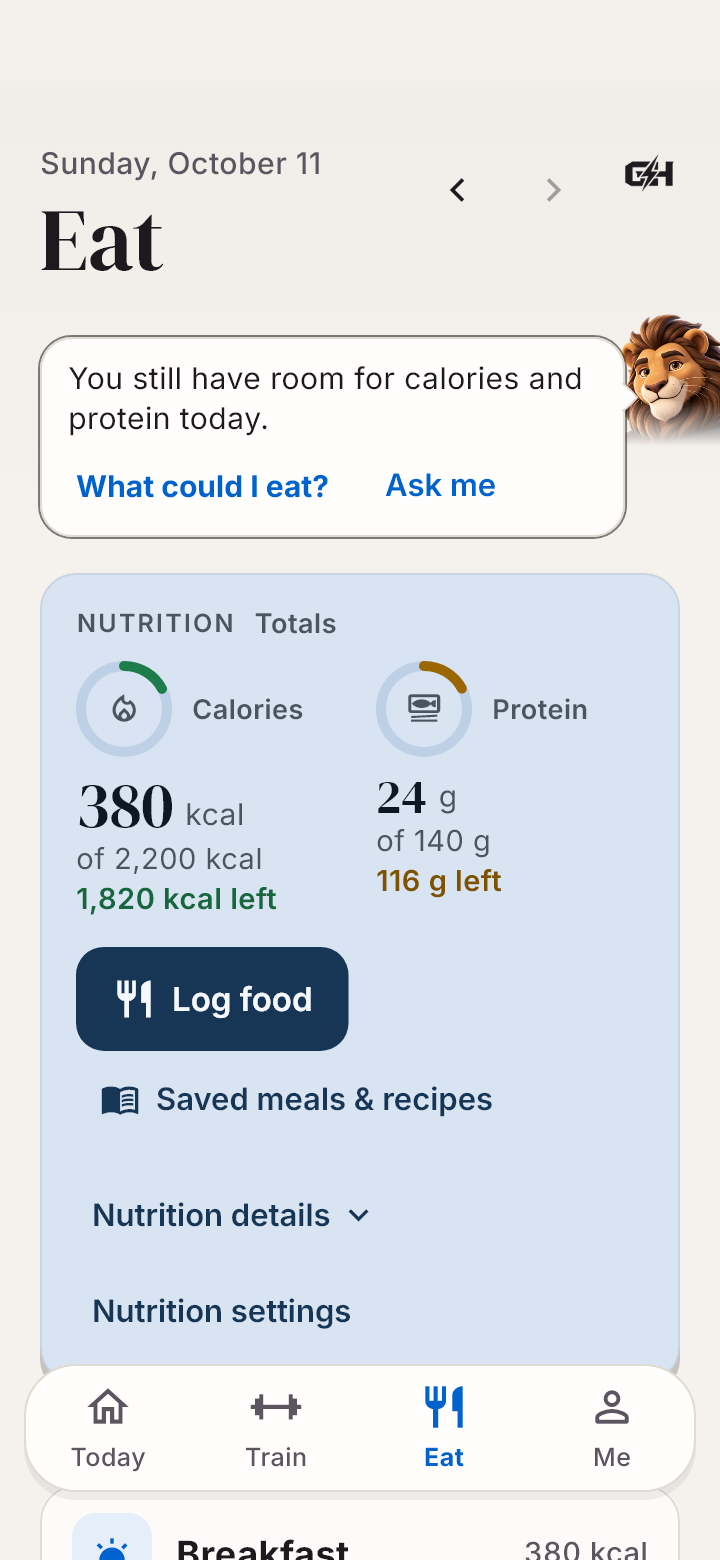 Sunday, October 11
GH
Eat
You still have room for calories and
protein today.
What could I eat? Ask me
NUTRITION Totals
Calories
Protein
380 kcal
of 2,200 kcal
1,820 kcal left
24 g
of 140 g
116 g left
Log food
Saved meals & recipes
Nutrition details
Nutrition settings
Today Train Eat Me
Breakfast 380 kcal